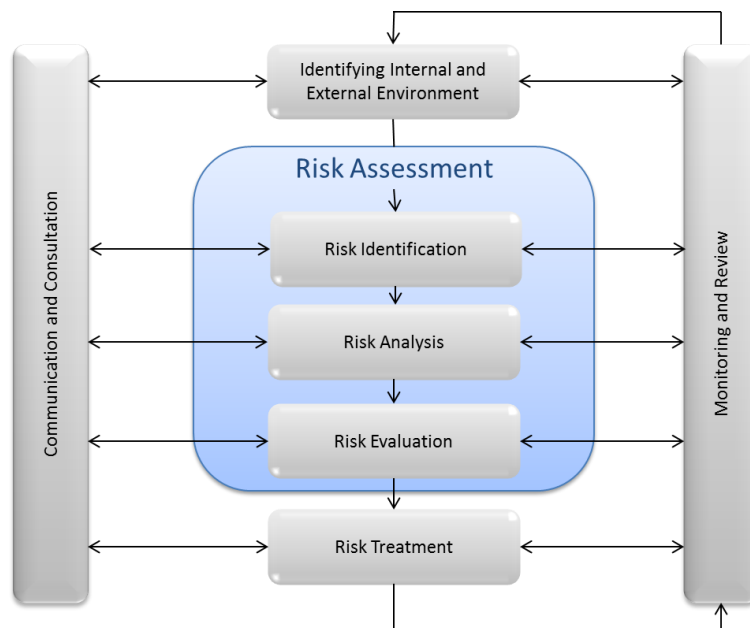 Identifying Internal and
External Environment
Risk Assessment
Risk Identification
Risk Analysis
Risk Evaluation
Risk Treatment
Communication and Consultation
Monitoring and Review